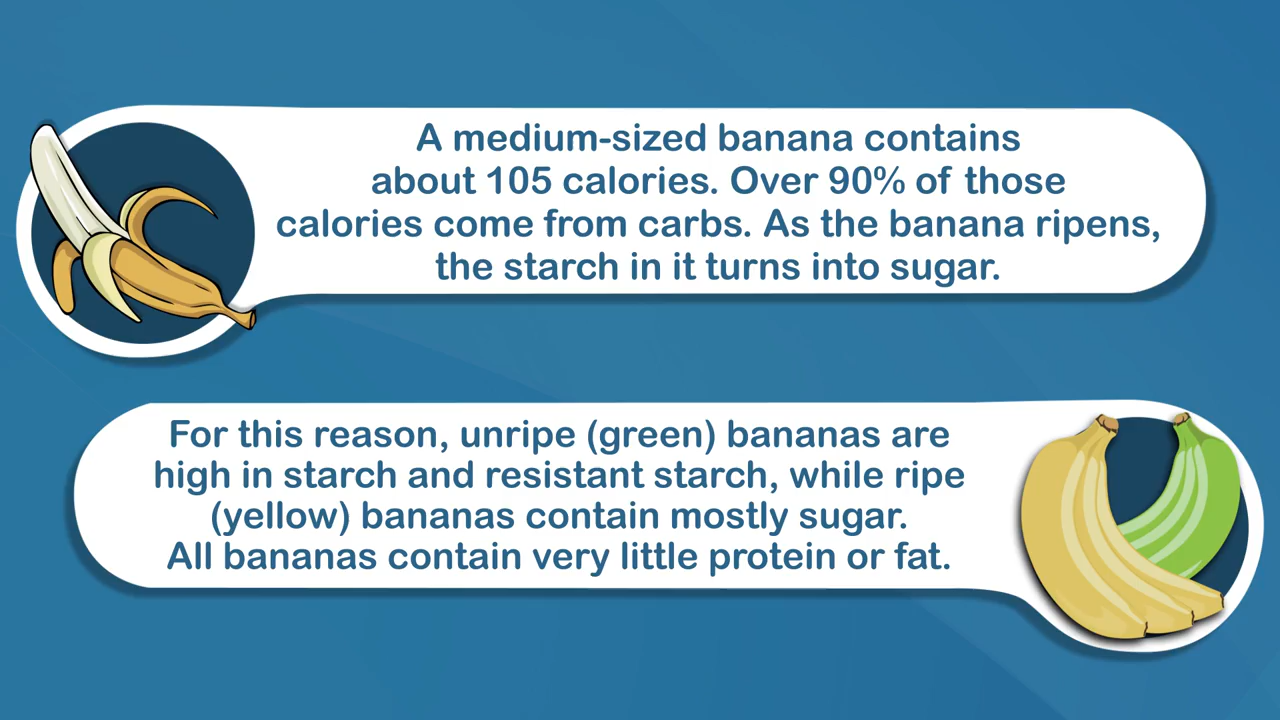 A medium-sized banana contains
about 105 calories. Over 90% of those
calories come from carbs. As the banana ripens,
the starch in it turns into sugar.
For this reason, unripe (green) bananas are
high in starch and resistant starch, while ripe
(yellow) bananas contain mostly sugar.
All bananas contain very little protein or fat.